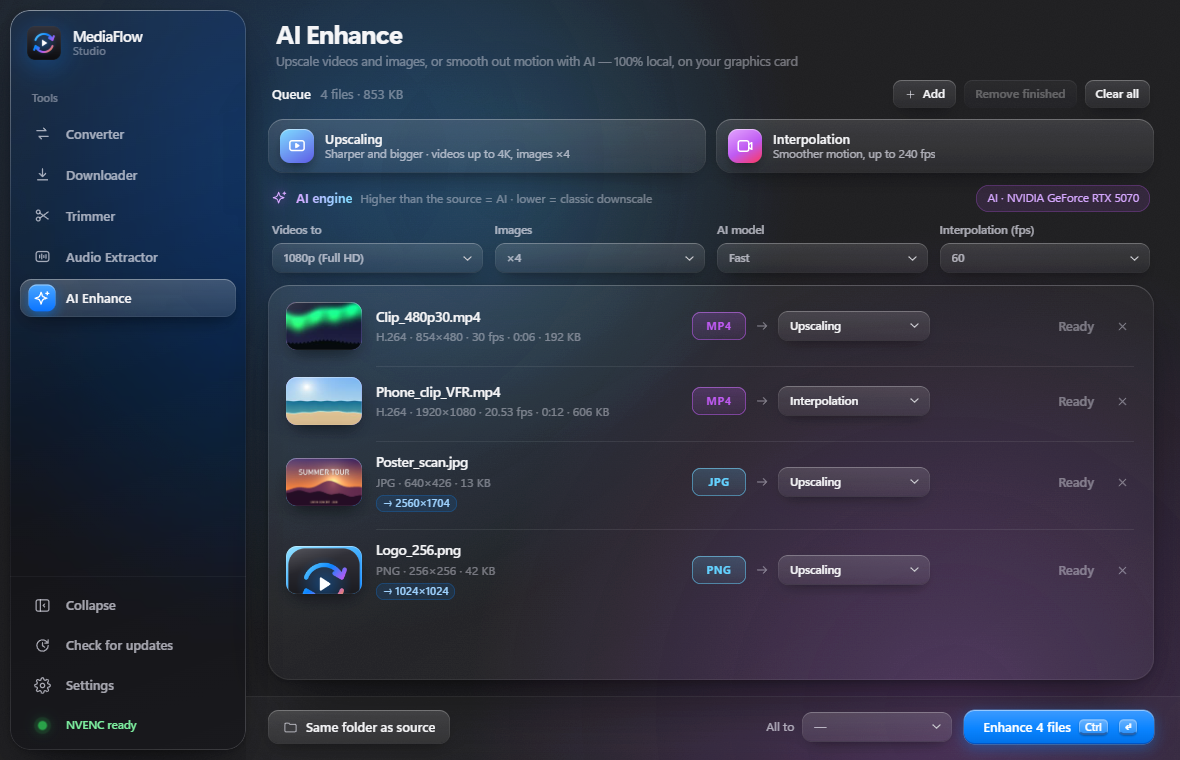 MediaFlow
Studio
Tools
Converter
Downloader
Trimmer
Audio Extractor
AI Enhance
Collapse
Check for updates
Settings
NVENC ready
AI Enhance
Upscale videos and images, or smooth out motion with AI — 100% local, on your graphics card
Queue 4 files · 853 KB
Add
Remove finished
Clear all
Upscaling
Sharper and bigger · videos up to 4K, images ×4
Interpolation
Smoother motion, up to 240 fps
AI engine Higher than the source = AI · lower = classic downscale
AI · NVIDIA GeForce RTX 5070
Videos to
Images
AI model
Interpolation (fps)
1080p (Full HD)
×4
Fast
60
Clip_480p30.mp4
H.264 · 854×480 · 30 fps · 0:06 · 192 KB
MP4 → Upscaling
Ready ×
Phone_clip_VFR.mp4
H.264 · 1920×1080 · 20.53 fps · 0:12 · 606 KB
MP4 → Interpolation
Ready ×
SUMMER TOUR
Poster_scan.jpg
JPG · 640×426 · 13 KB
→ 2560×1704
JPG → Upscaling
Ready ×
Logo_256.png
PNG · 256×256 · 42 KB
→ 1024×1024
PNG → Upscaling
Ready ×
Same folder as source
All to —
Enhance 4 files Ctrl ↵